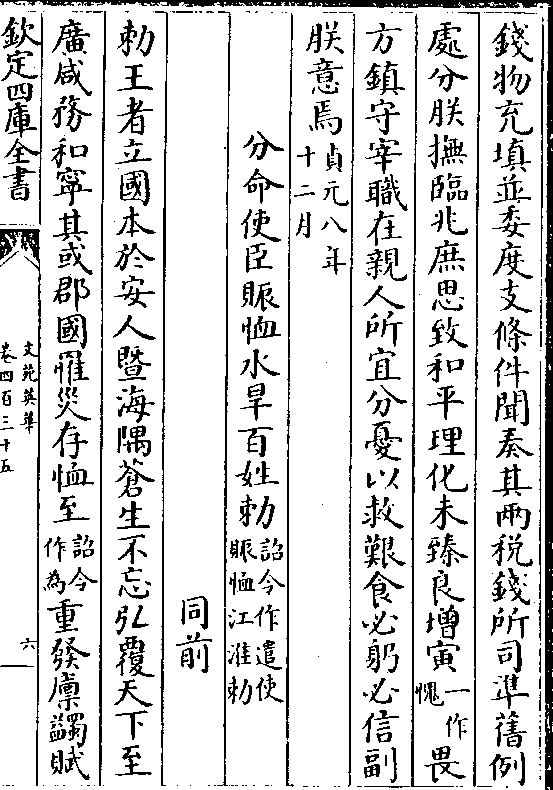 錢物充填並委度支條件聞奏其兩税錢所司準舊例
處分朕撫臨兆庶思致和平理化未臻良增寅一作愧畏
方鎮守宰職在親人所宜分憂以救艱食必躬必信副
朕意焉貞元八年十二月
分命使臣賑恤水旱百姓勅詔令作遣使賑恤江淮勅
同前
勅王者立國本於安人暨海隅蒼生不忘弘覆天下至
廣咸務和寧其或郡國罹災存恤至詔令作為重發廪蠲賦
欽定四庫全書
文苑英華
卷四百三十五
六